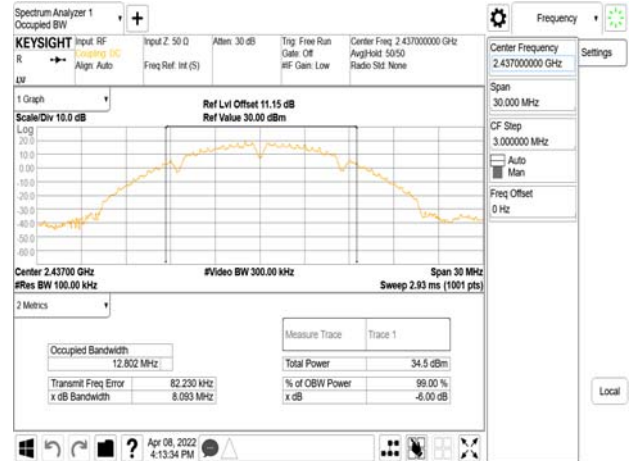 Spectrum Analyzer 1
Occupied BW
Frequency
KEYSIGHT
Input: RF
Coupling: DC
Align: Auto
Input Z: 50 Ω
Freq Ref: Int (S)
Atten: 30 dB
Trig: Free Run
Gate: Off
#IF Gain: Low
Center Freq: 2.437000000 GHz
Avg|Hold: 50/50
Radio Std: None
R
LVI
Center Frequency
2.437000000 GHz
Settings
Span
30.000 MHz
CF Step
3.000000 MHz
Auto
Man
Freq Offset
0 Hz
Local
1 Graph
Scale/Div 10.0 dB
Ref Lvl Offset 11.15 dB
Ref Value 30.00 dBm
Log
20.0
10.0
0.00
-10.0
-20.0
-30.0
-40.0
-50.0
-60.0
Center 2.43700 GHz
#Res BW 100.00 kHz
#Video BW 300.00 kHz
Span 30 MHz
Sweep 2.93 ms (1001 pts)
2 Metrics
Measure Trace
Trace 1
Occupied Bandwidth
12.802 MHz
Total Power
34.5 dBm
Transmit Freq Error
82.230 kHz
% of OBW Power
99.00 %
x dB Bandwidth
8.093 MHz
x dB
-6.00 dB
Apr 08, 2022
4:13:34 PM